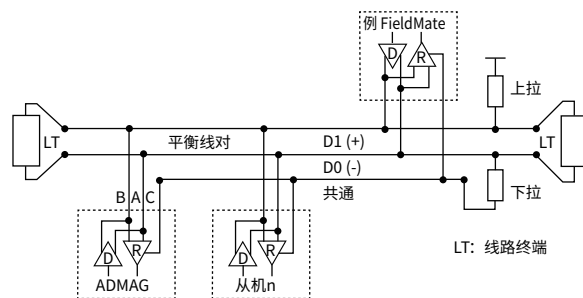 例 FieldMate
D
R
上拉
LT
平衡线对
D1 (+)
LT
D0 (-)
共通
下拉
B A C
D
R
D
R
LT：线路终端
ADMAG
从机n